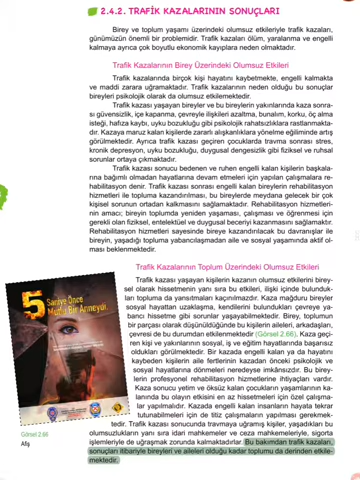 2.4.2. TRAFİK KAZALARININ SONUÇLARI
Birey ve toplum yaşamı üzerindeki olumsuz etkileriyle trafik kazaları,
günümüzün önemli bir problemidir. Trafik kazaları ölüm, yaralanma ve engelli
kalmaya ayrıca çok boyutlu ekonomik kayıplara neden olmaktadır.
Trafik Kazalarının Birey Üzerindeki Olumsuz Etkileri
Trafik kazalarında birçok kişi hayatını kaybetmekte, engelli kalmakta
ve maddi zarara uğramaktadır. Trafik kazalarının neden olduğu bu sonuçlar
bireyleri psikolojik olarak da olumsuz etkilemektedir.
Trafik kazası yaşayan bireyler ve bu bireylerin yakınlarında kaza sonra-
sı güvensizlik, içe kapanma, çevreyle ilişkileri azaltma, bunalım, korku, öç alma
isteği, hafıza kaybı, uyku bozukluğu gibi psikolojik rahatsızlıklara rastlanmakta-
dır. Kazaya maruz kalan kişilerde zararlı alışkanlıklara yönelme eğiliminde artış
görülmektedir. Ayrıca trafik kazası geçiren çocuklarda travma sonrası stres,
kronik depresyon, uyku bozukluğu, duygusal dengesizlik gibi fiziksel ve ruhsal
sorunlar ortaya çıkmaktadır.
Trafik kazası sonucu bedenen ve ruhen engelli kalan kişilerin başkala-
rına bağımlı olmadan hayatlarına devam etmeleri için yapılan çalışmalara re-
habilitasyon denir. Trafik kazası sonrası engelli kalan bireylerin rehabilitasyon
hizmetleri ile topluma kazandırılması, bu bireylerde meydana gelecek bir çok
kişisel sorunun ortadan kalkmasını sağlamaktadır. Rehabilitasyon hizmetleri-
nin amacı; bireyin toplumda yeniden yaşaması, çalışması ve öğrenmesi için
gerekli olan fiziksel, entelektüel ve duygusal beceriyi kazanmasını sağlamaktır.
Rehabilitasyon hizmetleri sayesinde bireye kazandırılacak bu davranışlar ile
bireyin, yaşadığı topluma yabancılaşmadan aile ve sosyal yaşamında aktif ol-
ması beklenmektedir.
Trafik Kazalarının Toplum Üzerindeki Olumsuz Etkileri
Trafik kazası yaşayan kişilerin kazanın olumsuz etkilerini birey-
sel olarak hissetmenin yanı sıra bu etkileri, ilişki içinde bulunduk-
ları topluma da yansıtmaları kaçınılmazdır. Kaza mağduru bireyler
sosyal hayattan uzaklaşma, kendilerini bulundukları çevreye ya-
bancı hissetme gibi sorunlar yaşayabilmektedir. Birey, toplumun
bir parçası olarak düşünüldüğünde bu kişilerin aileleri, arkadaşları,
çevresi de bu durumdan etkilenmektedir (Görsel 2.66). Kaza geçi-
ren kişi ve yakınlarının sosyal, iş ve eğitim hayatlarında başarısız
oldukları görülmektedir. Bir kazada engelli kalan ya da hayatını
kaybeden kişilerin aile fertlerinin kazadan önceki psikolojik ve
sosyal hayatlarına dönmeleri neredeyse imkânsızdır. Bu birey-
lerin profesyonel rehabilitasyon hizmetlerine ihtiyaçları vardır.
Kaza sonucu yetim ve öksüz kalan çocukların yaşamlarının ka-
lanında bu olayın etkisini en az hissetmeleri için özel çalışma-
lar yapılmalıdır. Kazada engelli kalan insanların hayata tekrar
tutunabilmeleri için de titiz çalışmaların yapılması gerekmek-
tedir. Trafik kazası sonucunda travmaya uğramış kişiler, yaşadıkları bu
olumsuzlukların yanı sıra idari mahkemeler ve ceza mahkemeleriyle, sigorta
işlemleriyle de uğraşmak zorunda kalmaktadırlar. Bu bakımdan trafik kazaları,
sonuçları itibariyle bireyleri ve aileleri olduğu kadar toplumu da derinden etkile-
mektedir.
5 Saniye Önce
Mesaj Bir Anmeyor.
Görsel 2.66
Afiş